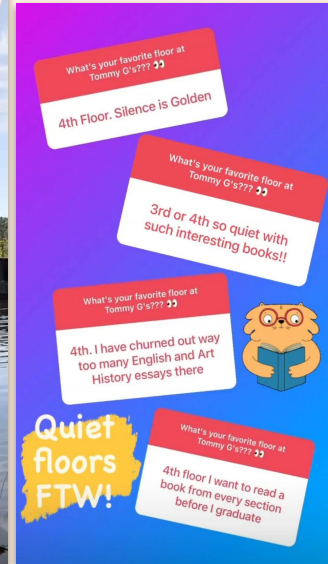 What's your favorite floor at
Tommy G's??? 👀
4th Floor. Silence is Golden
What's your favorite floor at
Tommy G's??? 👀
3rd or 4th so quiet with
such interesting books!!
What's your favorite floor at
Tommy G's??? 👀
4th. I have churned out way
too many English and Art
History essays there
Quiet
floors
FTW!
What's your favorite floor at
Tommy G's??? 👀
4th floor I want to read a
book from every section
before I graduate